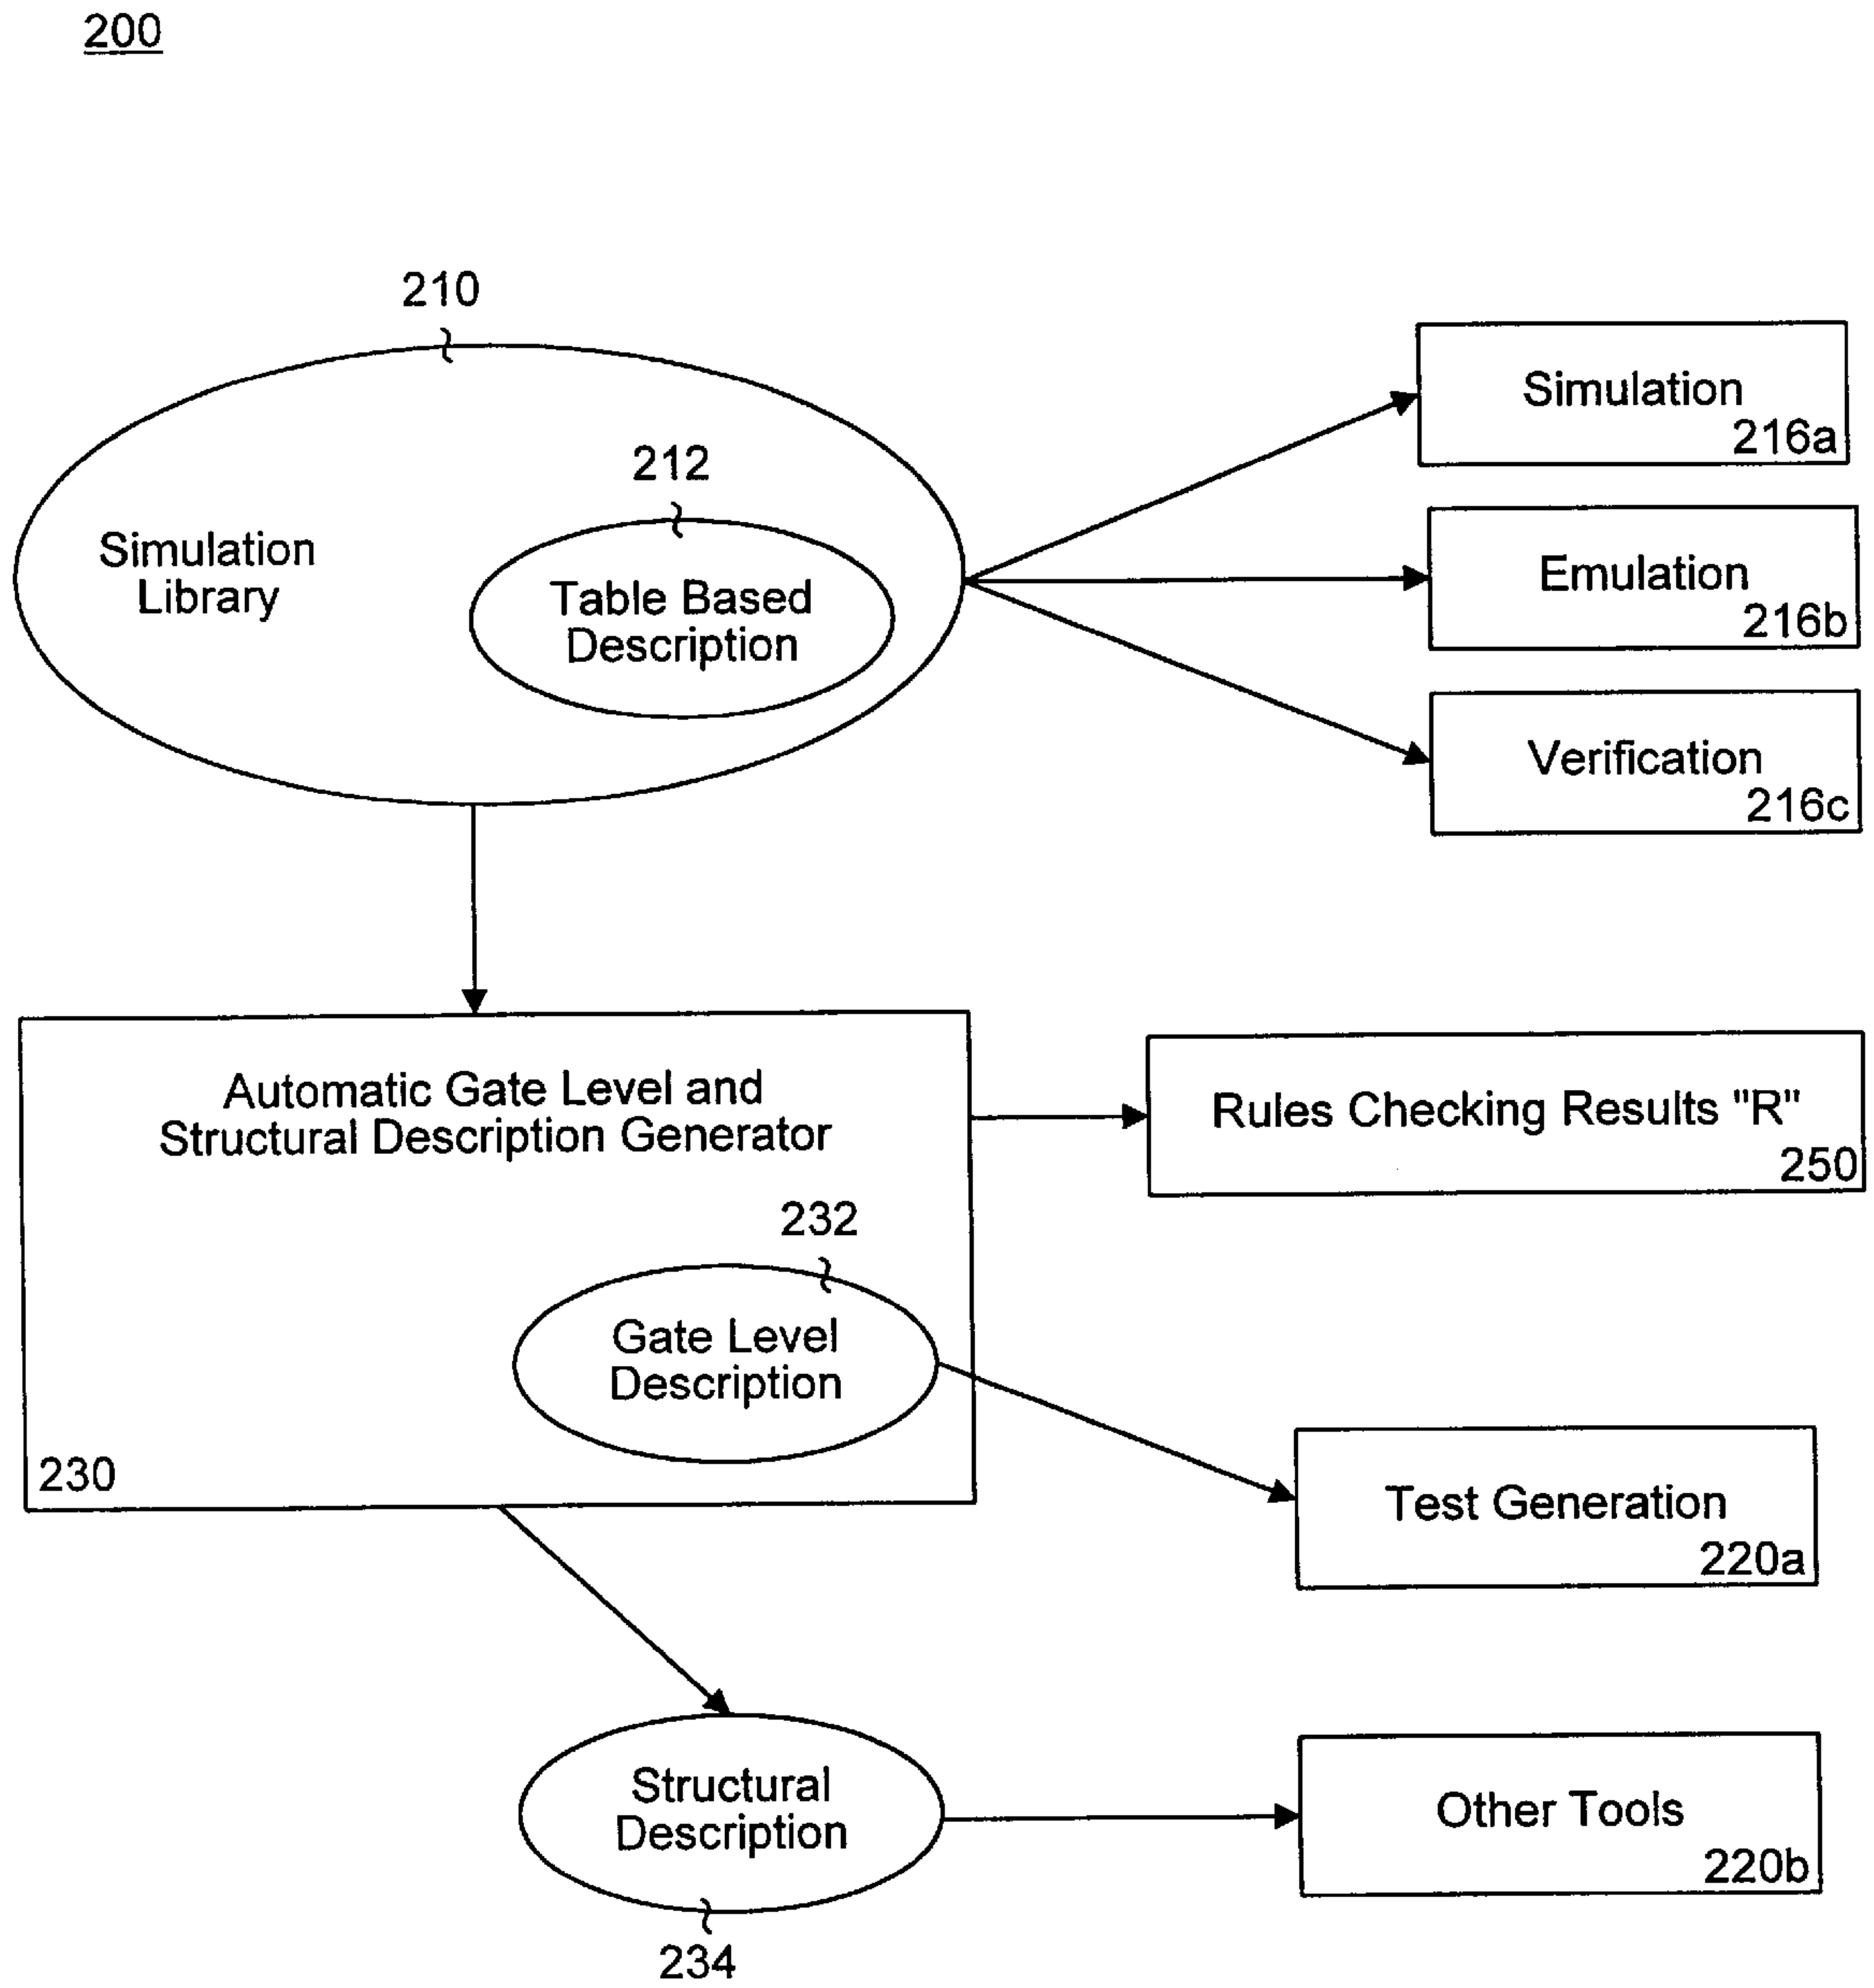 200
210
Simulation
216a
212
Simulation
Library
Table Based
Description
Emulation
216b
Verification
216c
Automatic Gate Level and
Structural Description Generator
Rules Checking Results "R"
250
232
Gate Level
Description
230
Test Generation
220a
Structural
Description
Other Tools
220b
234